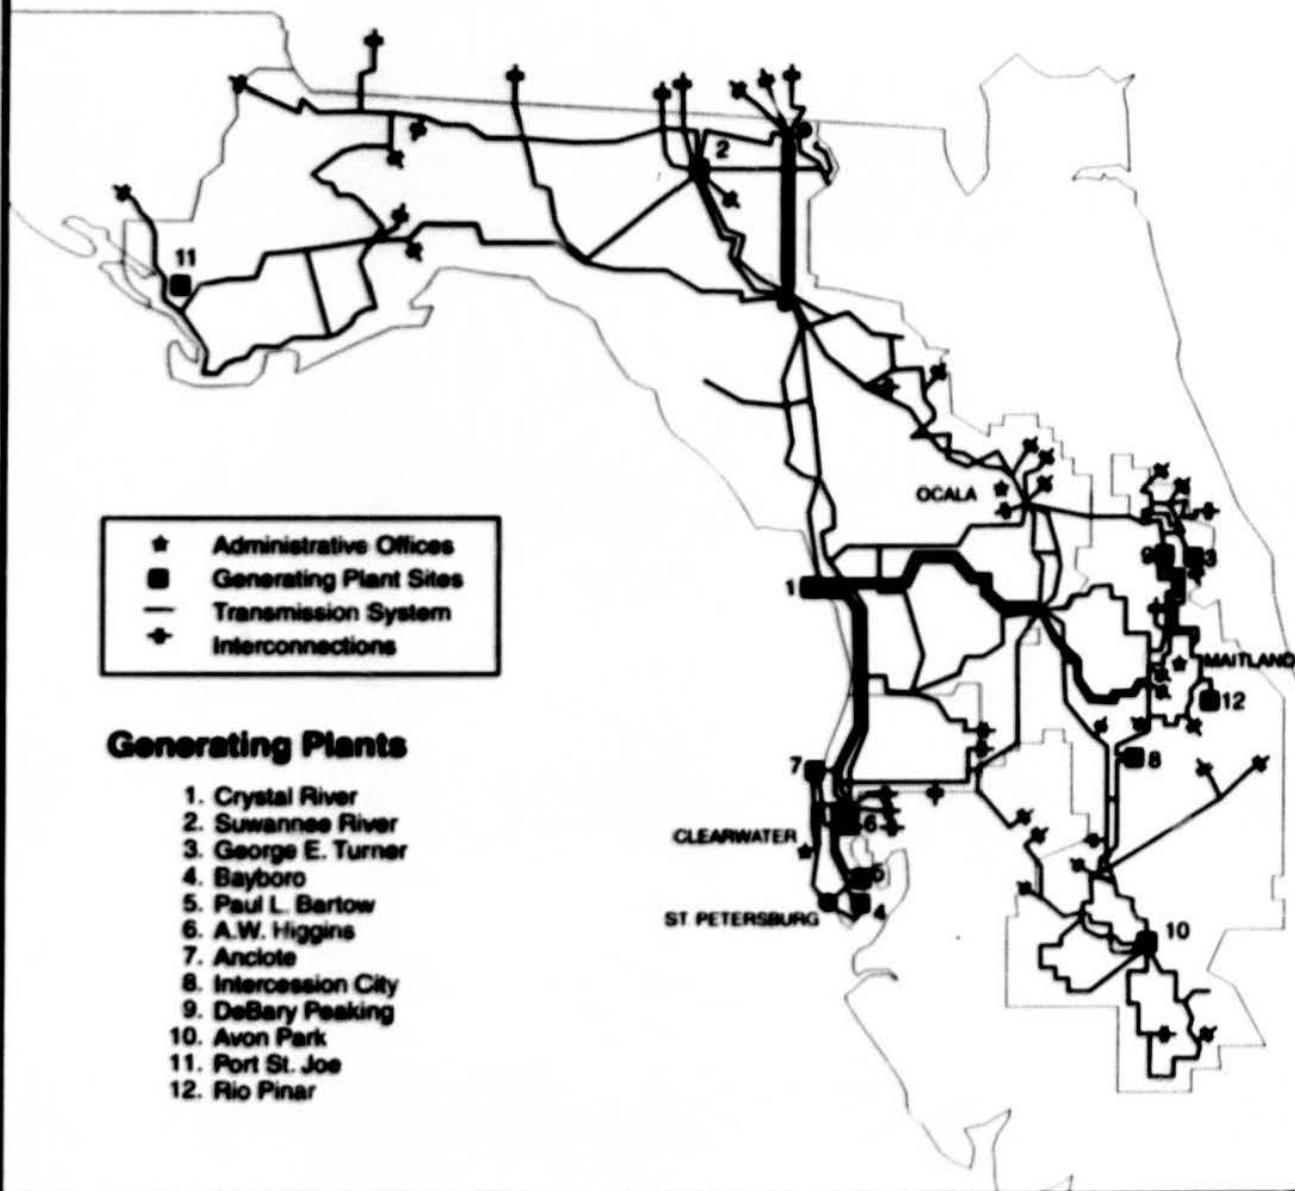 2
11
OCALA
9
3
★ Administrative Offices
Generating Plant Sites
Transmission System
Interconnections
1
MAITLAND
12
Generating Plants
7
8
1. Crystal River
2. Suwannee River
3. George E. Turner
4. Bayboro
5. Paul L. Bartow
6. A.W. Higgins
7. Anclote
8. Intercession City
9. DeBary Peaking
10. Avon Park
11. Port St. Joe
12. Rio Pinar
6
CLEARWATER
5
ST PETERSBURG
4
10